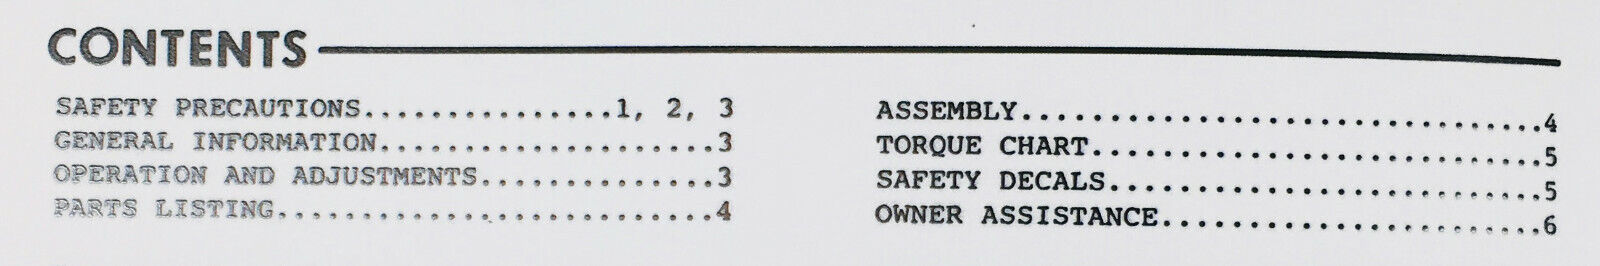 CONTENTS
SAFETY PRECAUTIONS...............1, 2, 3
GENERAL INFORMATION....................3
OPERATION AND ADJUSTMENTS..............3
PARTS LISTING..........................4
ASSEMBLY...............................4
TORQUE CHART...........................5
SAFETY DECALS..........................5
OWNER ASSISTANCE.......................6